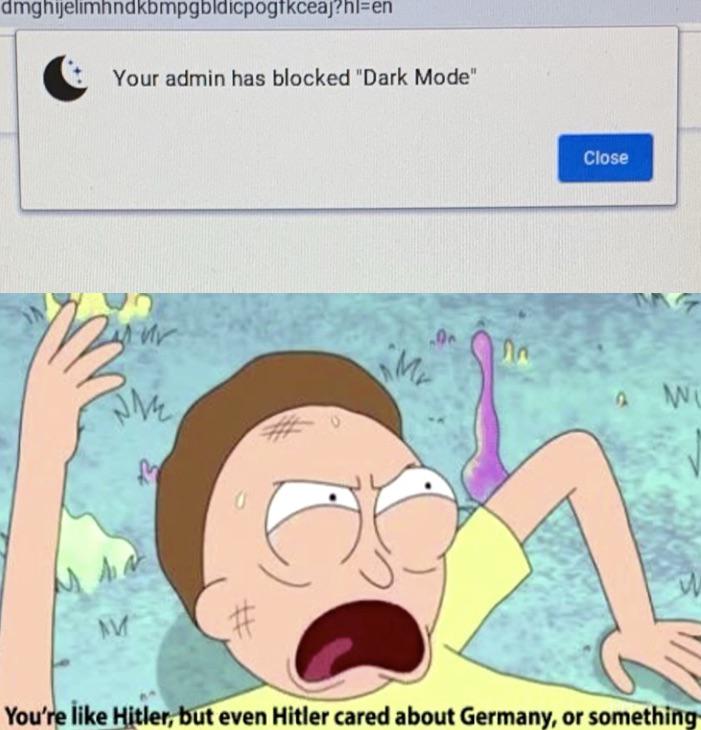 dmghijelimhndkbmpgbldicpogfkceaj?hl=en
Your admin has blocked "Dark Mode"
Close
You're like Hitler, but even Hitler cared about Germany, or something